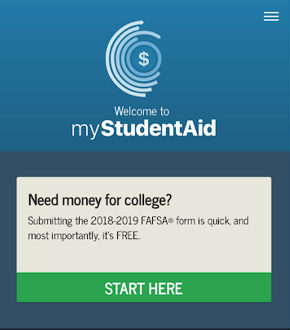 $
Welcome to
myStudentAid
Need money for college?
Submitting the 2018-2019 FAFSA® form is quick, and
most importantly, it's FREE.
START HERE